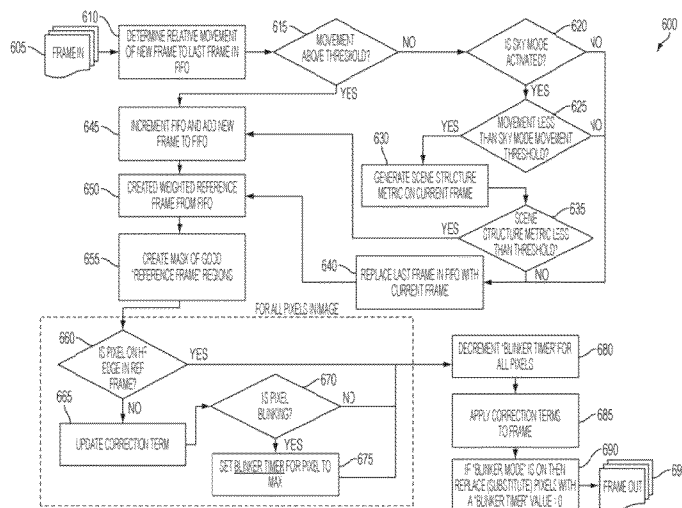 600
605
FRAME IN
610
DETERMINE RELATIVE MOVEMENT
OF NEW FRAME TO LAST FRAME IN
FIFO
615
MOVEMENT
ABOVE THRESHOLD?
NO
YES
620
IS SKY MODE
ACTIVATED?
NO
YES
625
MOVEMENT LESS
THAN SKY MODE MOVEMENT
THRESHOLD?
NO
YES
630
GENERATE SCENE STRUCTURE
METRIC ON CURRENT FRAME
635
SCENE
STRUCTURE METRIC LESS
THAN THRESHOLD?
YES
NO
640
REPLACE LAST FRAME IN FIFO WITH
CURRENT FRAME
645
INCREMENT FIFO AND ADD NEW
FRAME TO FIFO
650
CREATED WEIGHTED REFERENCE
FRAME FROM FIFO
655
CREATE MASK OF GOOD
"REFERENCE FRAME" REGIONS
FOR ALL PIXELS IN IMAGE
660
IS PIXEL ON HF
EDGE IN REF
FRAME?
YES
NO
665
UPDATE CORRECTION TERM
670
IS PIXEL
BLINKING?
NO
YES
675
SET BLINKER TIMER FOR PIXEL TO
MAX
DECREMENT "BLINKER TIMER" FOR
ALL PIXELS
680
APPLY CORRECTION TERMS
TO FRAME
685
690
IF "BLINKER MODE" IS ON THEN
REPLACE (SUBSTITUTE) PIXELS WITH
A "BLINKER TIMER" VALUE
FRAME OUT